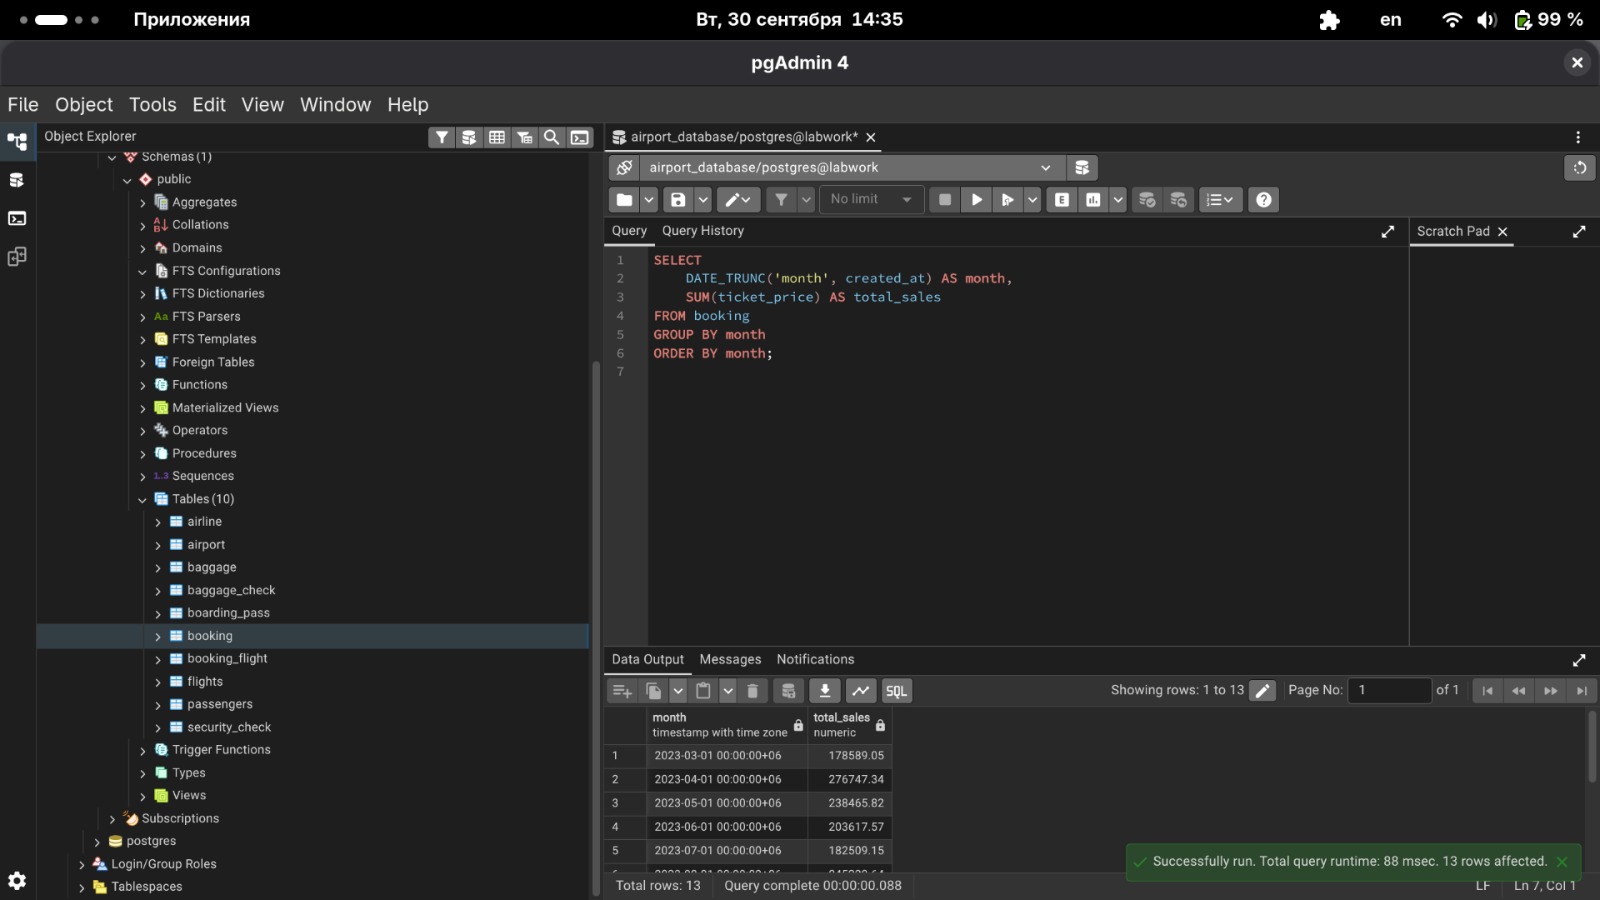 Приложения
Вт, 30 сентября 14:35
en
99 %
pgAdmin 4
File Object Tools Edit View Window Help
Object Explorer
Schemas (1)
public
Aggregates
Collations
Domains
FTS Configurations
FTS Dictionaries
Aa FTS Parsers
FTS Templates
Foreign Tables
Functions
Materialized Views
Operators
Procedures
1..3 Sequences
Tables (10)
airline
airport
baggage
baggage_check
boarding_pass
booking
booking_flight
flights
passengers
security_check
Trigger Functions
Types
Views
Subscriptions
postgres
Login/Group Roles
Tablespaces
airport_database/postgres@labwork*
airport_database/postgres@labwork
No limit
E
Query Query History
Scratch Pad
1 SELECT
2 DATE_TRUNC('month', created_at) AS month,
3 SUM(ticket_price) AS total_sales
4 FROM booking
5 GROUP BY month
6 ORDER BY month;
7
Data Output Messages Notifications
SQL
Showing rows: 1 to 13
Page No: 1 of 1
month total_sales
timestamp with time zone numeric
1 2023-03-01 00:00:00+06 178589.05
2 2023-04-01 00:00:00+06 276747.34
3 2023-05-01 00:00:00+06 238465.82
4 2023-06-01 00:00:00+06 203617.57
5 2023-07-01 00:00:00+06 182509.15
Successfully run. Total query runtime: 88 msec. 13 rows affected.
Total rows: 13 Query complete 00:00:00.088
LF Ln 7, Col 1